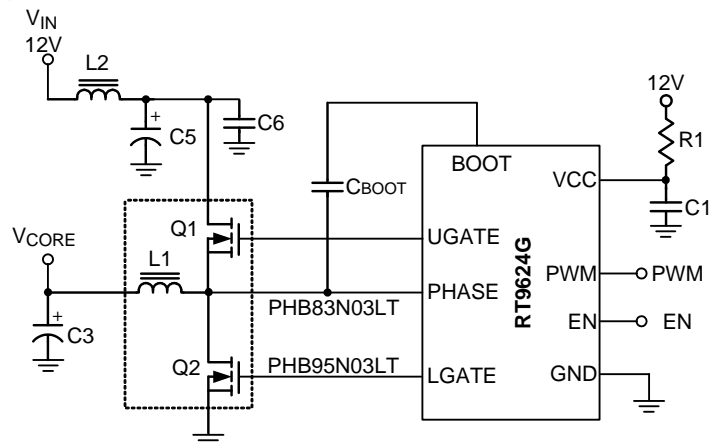 VIN
12V
L2
C5
C6
CBOOT
BOOT
12V
R1
VCC
C1
Q1
UGATE
VCORE
L1
PHASE
PHB83N03LT
RT9624G
PWM
PWM
EN
EN
C3
Q2
PHB95N03LT
LGATE
GND
+
+